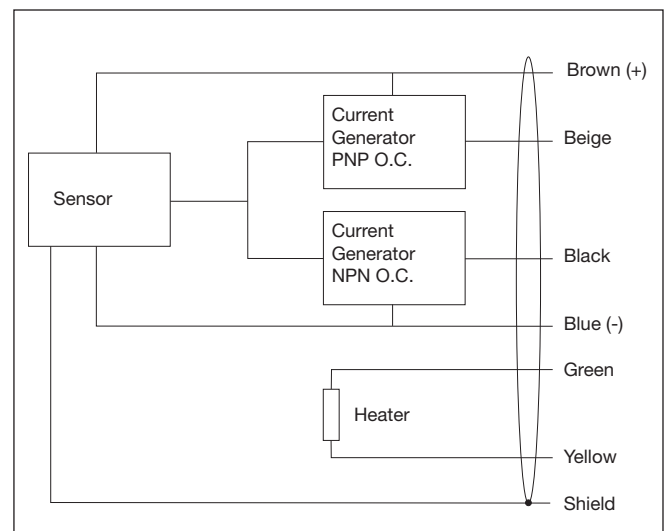 Brown (+)
Current
Generator
PNP O.C.
Beige
Sensor
Current
Generator
NPN O.C.
Black
Blue (-)
Green
Heater
Yellow
Shield